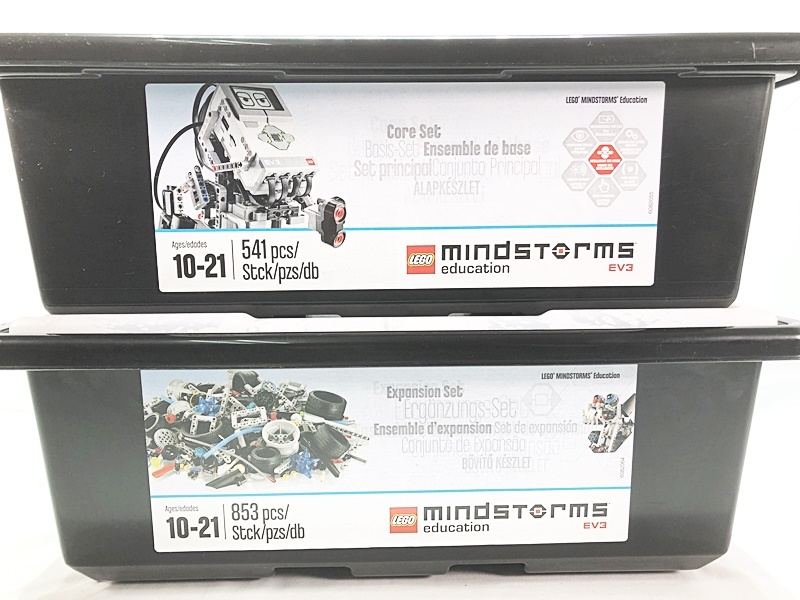 LEGO® MINDSTORMS® Education
Core Set
Basis-Set Ensemble de base
Set principal Conjunto Principal
ALAPKÉSZLET
EV3
Ages/edades
10-21
541 pcs/
Stck/pzs/db
LEGO mindstorms
education
EV3
LEGO® MINDSTORMS® Education
Expansion Set
Ergänzungs-Set
Ensemble d'expansion Set de expansión
Conjunto de Expansão
BŐVÍTŐ KÉSZLET
Ages/edades
10-21
853 pcs/
Stck/pzs/db
LEGO mindstorms
education
EV3